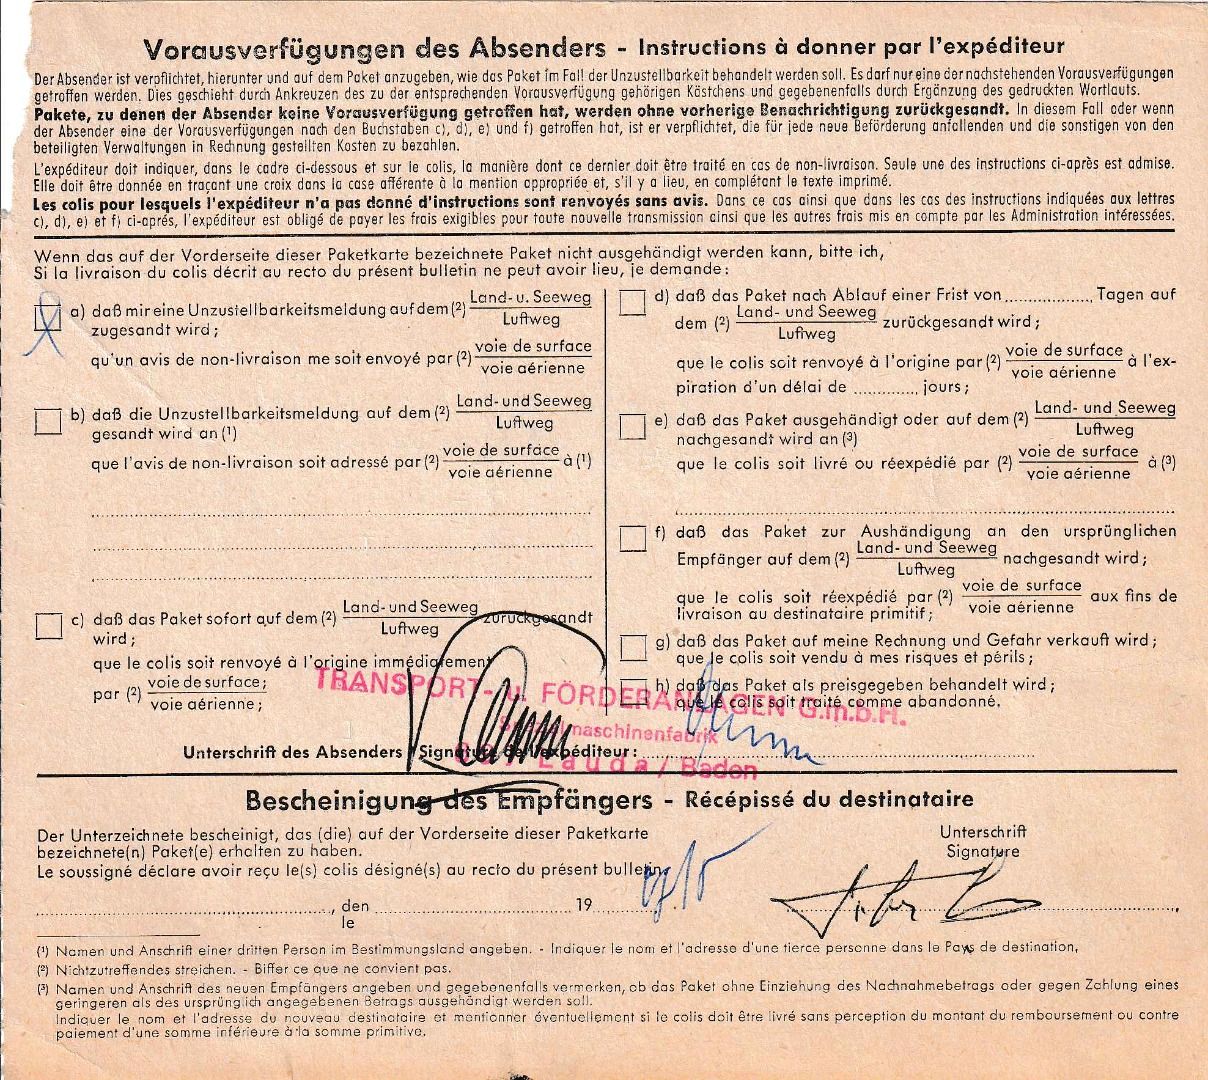 Vorausverfügungen des Absenders - Instructions à donner par l'expéditeur
Der Absender ist verpflichtet, hierunter und auf dem Paket anzugeben, wie das Paket im Fall der Unzustellbarkeit behandelt werden soll. Es darf nur eine der nachstehenden Vorausverfügungen
getroffen werden. Dies geschieht durch Ankreuzen des zu der entsprechenden Vorausverfügung gehörigen Kästchens und gegebenenfalls durch Ergänzung des gedruckten Wortlauts.
Pakete, zu denen der Absender keine Vorausverfügung getroffen hat, werden ohne vorherige Benachrichtigung zurückgesandt. In diesem Fall oder wenn
der Absender eine der Vorausverfügungen nach den Buchstaben c), d), e) und f) getroffen hat, ist er verpflichtet, die für jede neue Beförderung anfallenden und die sonstigen von den
beteiligten Verwaltungen in Rechnung gestellten Kosten zu bezahlen.
L'expéditeur doit indiquer, dans le cadre ci-dessous et sur le colis, la manière dont ce dernier doit être traité en cas de non-livraison. Seule une des instructions ci-après est admise.
Elle doit être donnée en traçant une croix dans la case afférente à la mention appropriée et, s'il y a lieu, en complétant le texte imprimé.
Les colis pour lesquels l'expéditeur n'a pas donné d'instructions sont renvoyés sans avis. Dans ce cas ainsi que dans les cas des instructions indiquées aux lettres
c), d), e) et f) ci-après, l'expéditeur est obligé de payer les frais exigibles pour toute nouvelle transmission ainsi que les autres frais mis en compte par les Administration intéressées.
Wenn das auf der Vorderseite dieser Paketkarte bezeichnete Paket nicht ausgehändigt werden kann, bitte ich,
Si la livraison du colis décrit au recto du présent bulletin ne peut avoir lieu, je demande:
a) daß mir eine Unzustellbarkeitsmeldung auf dem (2) Land- u. Seeweg
Luftweg
zugesandt wird;
qu'un avis de non-livraison me soit envoyé par (2) voie de surface
voie aérienne
b) daß die Unzustellbarkeitsmeldung auf dem (2) Land- und Seeweg
Luftweg
gesandt wird an (1)
que l'avis de non-livraison soit adressé par (2) voie de surface à (1)
voie aérienne
c) daß das Paket sofort auf dem (2) Land- und Seeweg zurückgesandt
Luftweg
wird;
que le colis soit renvoyé à l'origine immédiatement
par (2) voie de surface;
voie aérienne;
d) daß das Paket nach Ablauf einer Frist von ................, Tagen auf
dem (2) Land- und Seeweg zurückgesandt wird;
Luftweg
que le colis soit renvoyé à l'origine par (2) voie de surface à l'ex-
voie aérienne
piration d'un délai de ............, jours;
e) daß das Paket ausgehändigt oder auf dem (2) Land- und Seeweg
Luftweg
nachgesandt wird an (3)
que le colis soit livré ou réexpédié par (2) voie de surface à (3)
voie aérienne
f) daß das Paket zur Aushändigung an den ursprünglichen
Empfänger auf dem (2) Land- und Seeweg nachgesandt wird;
Luftweg
que le colis soit réexpédié par (2) voie de surface aux fins de
voie aérienne
livraison au destinataire primitif;
g) daß das Paket auf meine Rechnung und Gefahr verkauft wird;
que le colis soit vendu à mes risques et périls;
h) daß das Paket als preisgegeben behandelt wird;
que le colis soit traité comme abandonné.
TRANSPORT- u. FÖRDERANLAGEN G.m.b.H.
Spezialmaschinenfabrik
Lauda / Baden
Unterschrift des Absenders - Signature de l'expéditeur:
Bescheinigung des Empfängers - Récépissé du destinataire
Der Unterzeichnete bescheinigt, das (die) auf der Vorderseite dieser Paketkarte
bezeichnete(n) Paket(e) erhalten zu haben.
Le soussigné déclare avoir reçu le(s) colis désigné(s) au recto du présent bulletin.
Unterschrift
Signature
, den
le
19
(1) Namen und Anschrift einer dritten Person im Bestimmungsland angeben. - Indiquer le nom et l'adresse d'une tierce personne dans le Pays de destination,
(2) Nichtzutreffendes streichen. - Biffer ce que ne convient pas.
(3) Namen und Anschrift des neuen Empfängers angeben und gegebenenfalls vermerken, ob das Paket ohne Einziehung des Nachnahmebetrags oder gegen Zahlung eines
geringeren als des ursprünglich angegebenen Betrags ausgehändigt werden soll.
Indiquer le nom et l'adresse du nouveau destinataire et mentionner éventuellement si le colis doit être livré sans perception du montant du remboursement ou contre
paiement d'une somme inférieure à la somme primitive.